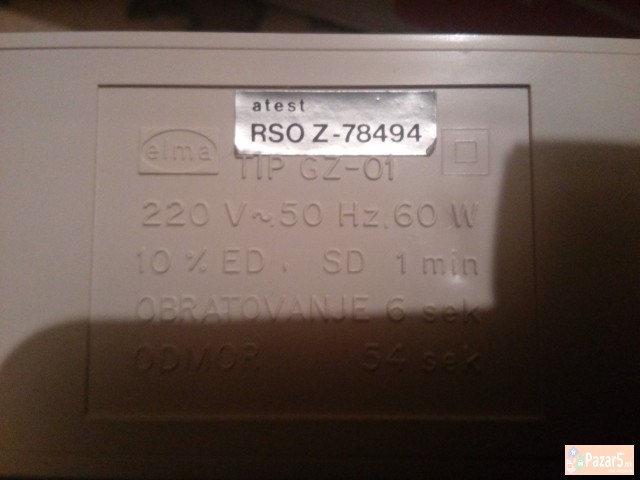 atest
RSO Z-78494
elma
TIP GZ-01
220 V ~ 50 Hz. 60 W
10 % ED. SD 1 min
OBRATOVANJE 6 sek
ODMOR 54 sek
Pazar5